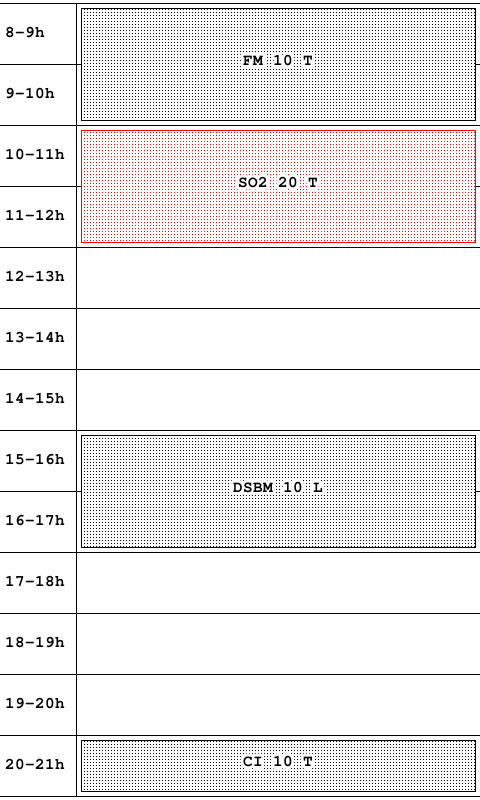 8-9h
FM 10 T
9-10h
10-11h
SO2 20 T
11-12h
12-13h
13-14h
14-15h
15-16h
DSBM 10 L
16-17h
17-18h
18-19h
19-20h
20-21h
CI 10 T